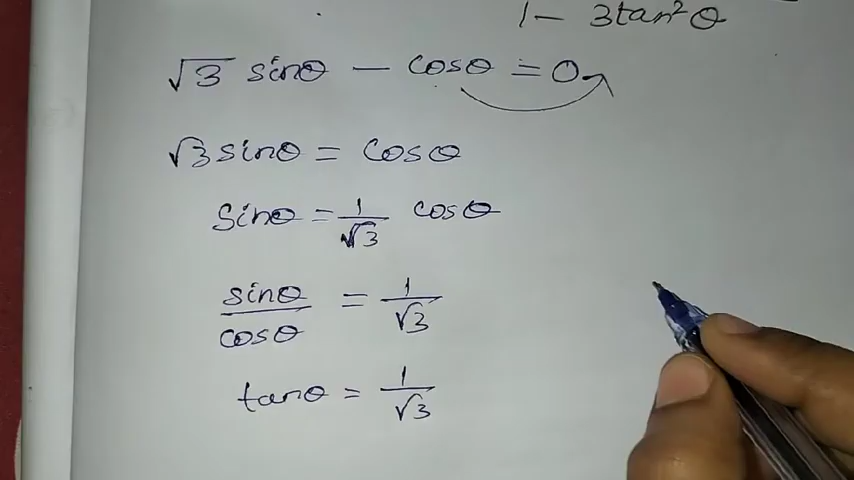 1 - 3tan²θ
√3 sinθ - cosθ = 0
√3 sinθ = cosθ
sinθ = 1/√3 cosθ
sinθ/cosθ = 1/√3
tanθ = 1/√3